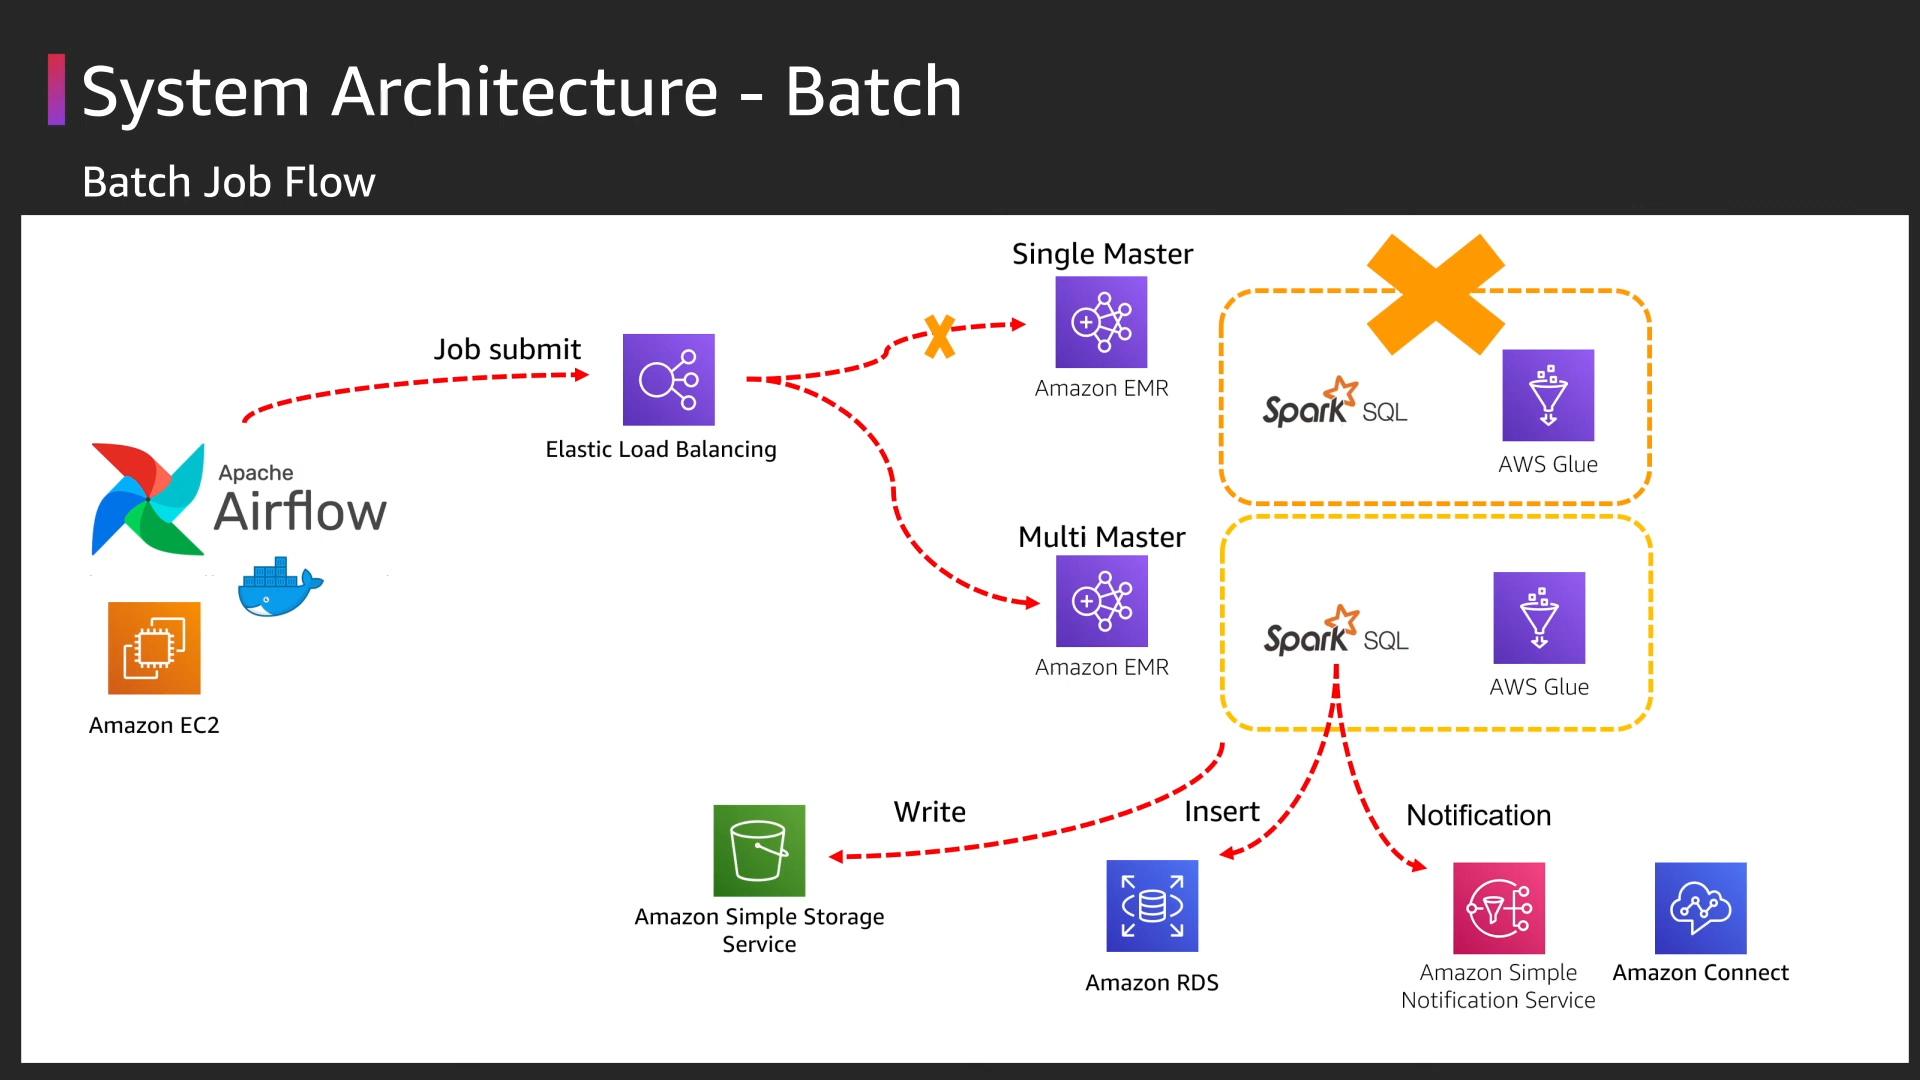 System Architecture - Batch
Batch Job Flow
Single Master
Amazon EMR
Job submit
Elastic Load Balancing
Spark SQL
AWS Glue
Apache
Airflow
Amazon EC2
Multi Master
Amazon EMR
Spark SQL
AWS Glue
Write
Insert
Notification
Amazon Simple Storage
Service
Amazon RDS
Amazon Simple
Notification Service
Amazon Connect